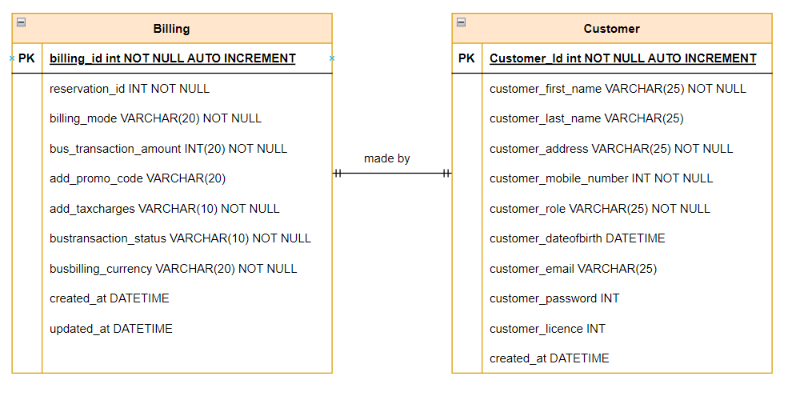 Billing
PK billing_id int NOT NULL AUTO INCREMENT
reservation_id INT NOT NULL
billing_mode VARCHAR(20) NOT NULL
bus_transaction_amount INT(20) NOT NULL
add_promo_code VARCHAR(20)
add_taxcharges VARCHAR(10) NOT NULL
bustransaction_status VARCHAR(10) NOT NULL
busbilling_currency VARCHAR(20) NOT NULL
created_at DATETIME
updated_at DATETIME
made by
Customer
PK Customer_Id int NOT NULL AUTO INCREMENT
customer_first_name VARCHAR(25) NOT NULL
customer_last_name VARCHAR(25)
customer_address VARCHAR(25) NOT NULL
customer_mobile_number INT NOT NULL
customer_role VARCHAR(25) NOT NULL
customer_dateofbirth DATETIME
customer_email VARCHAR(25)
customer_password INT
customer_licence INT
created_at DATETIME